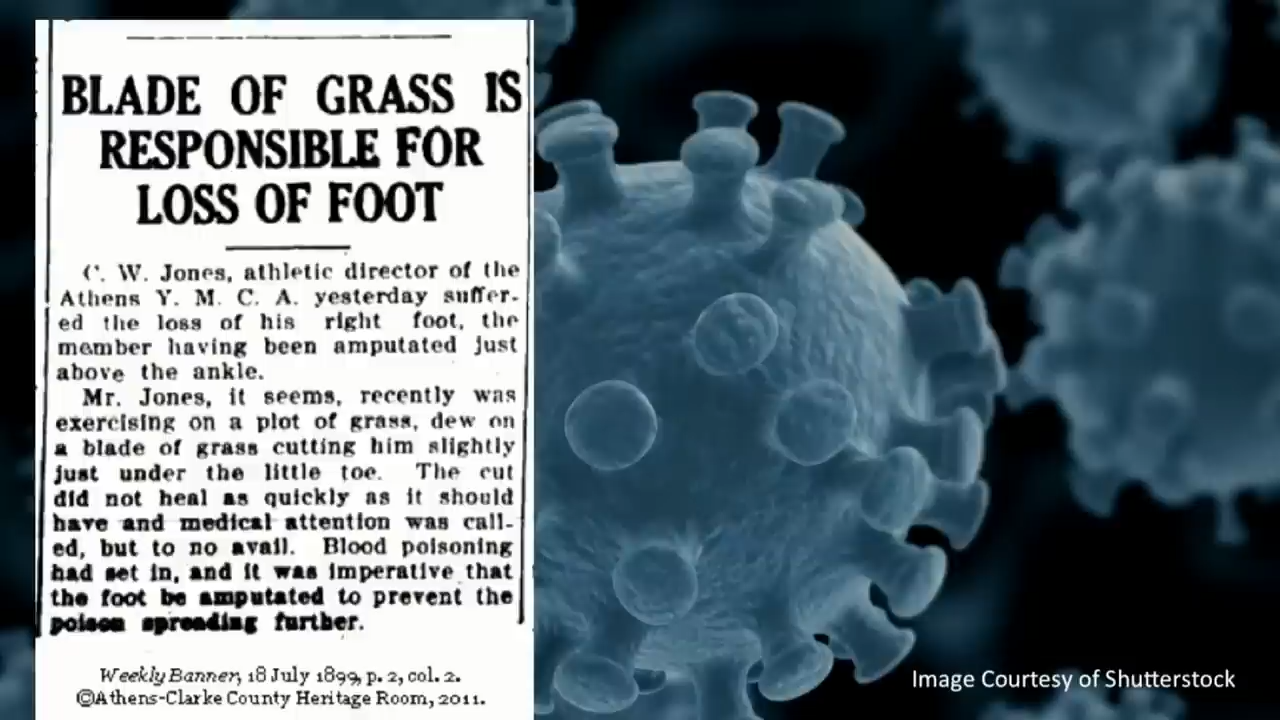 BLADE OF GRASS IS
RESPONSIBLE FOR
LOSS OF FOOT
C. W. Jones, athletic director of the
Athens Y. M. C. A. yesterday suffer-
ed the loss of his right foot, the
member having been amputated just
above the ankle.
Mr. Jones, it seems, recently was
exercising on a plot of grass, dew on
a blade of grass cutting him slightly
just under the little toe. The cut
did not heal as quickly as it should
have and medical attention was call-
ed, but to no avail. Blood poisoning
had set in, and it was imperative that
the foot be amputated to prevent the
poison spreading further.
Weekly Banner, 18 July 1899, p. 2, col. 2.
©Athens-Clarke County Heritage Room, 2011.
Image Courtesy of Shutterstock